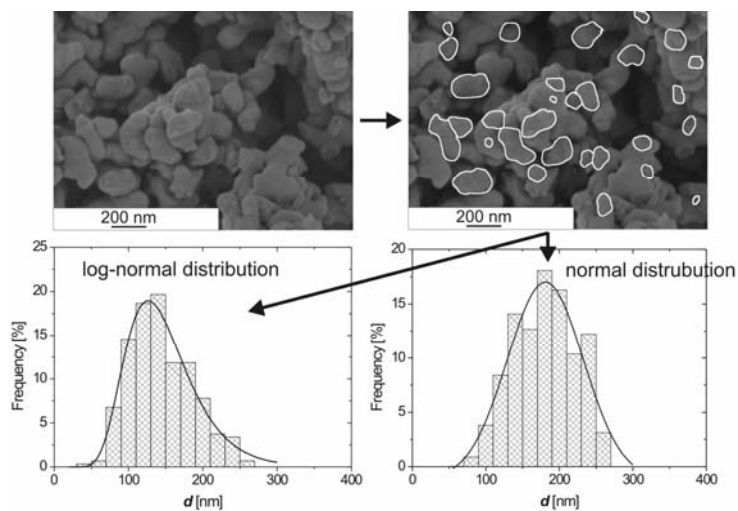 200 nm
200 nm
log-normal distribution
Frequency [%]
25
20
15
10
5
0
0 100 200 300 400
d [nm]
normal distrubution
Frequency [%]
20
15
10
5
0
0 100 200 300 400
d [nm]